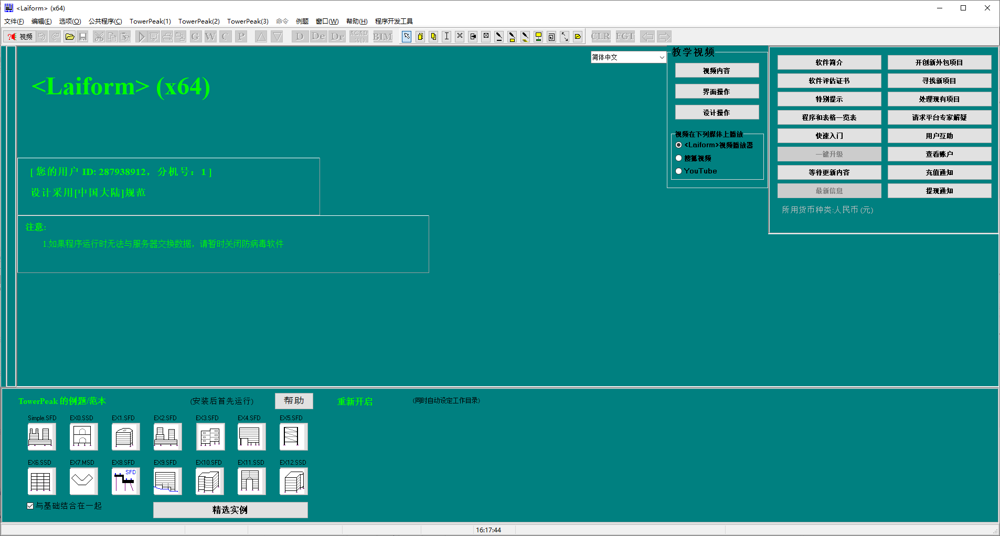 <Laiform> (x64)
文件(F) 编辑(E) 选项(O) 公共程序(C) TowerPeak(1) TowerPeak(2) TowerPeak(3) 命令 例题 窗口(W) 帮助(H) 程序开发工具
视频 G W C P D De Dr ACAD BIM CLR FGT
简体中文
<Laiform> (x64)
[ 您的用户 ID: 287938912，分机号：1 ]
设计采用[中国大陆]规范
注意:
1.如果程序运行时无法与服务器交换数据，请暂时关闭防病毒软件
教学视频
视频内容
界面操作
设计操作
视频在下列媒体上播放
<Laiform>视频播放器
搜狐视频
YouTube
软件简介 开创新外包项目
软件评估证书 寻找新项目
特别提示 处理现有项目
程序和表格一览表 请求平台专家解疑
快速入门 用户互助
一键升级 查看账户
等待更新内容 充值通知
最新信息 提现通知
所用货币种类:人民币 (元)
TowerPeak 的例题/范本 (安装后首先运行) 帮助 重新开启 (同时自动设定工作目录)
Simple.SFD EX0.SSD EX1.SFD EX2.SFD EX3.SFD EX4.SFD EX5.SFD
EX6.SSD EX7.MSD EX8.SFD EX9.SFD EX10.SFD EX11.SSD EX12.SSD
SFD
与基础结合在一起
精选实例
16:17:44